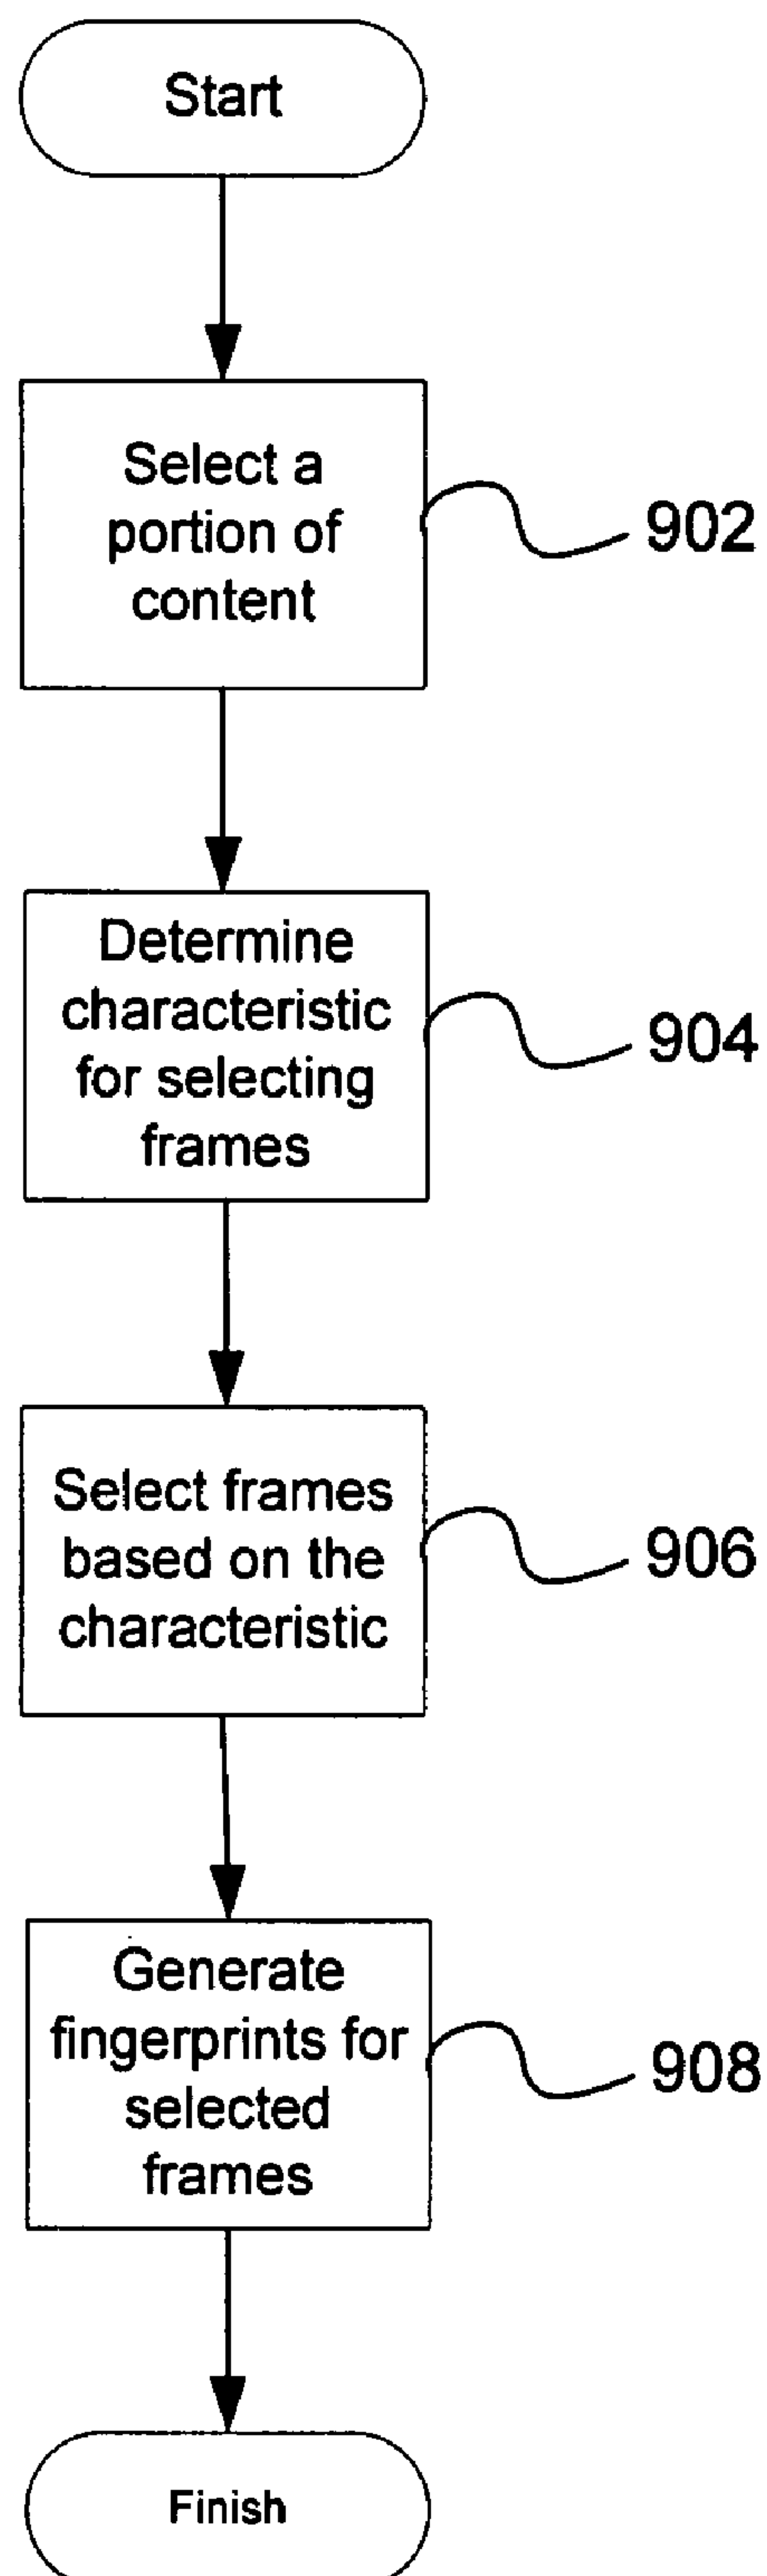 Start
Select a
portion of
content
902
Determine
characteristic
for selecting
frames
904
Select frames
based on the
characteristic
906
Generate
fingerprints for
selected
frames
908
Finish